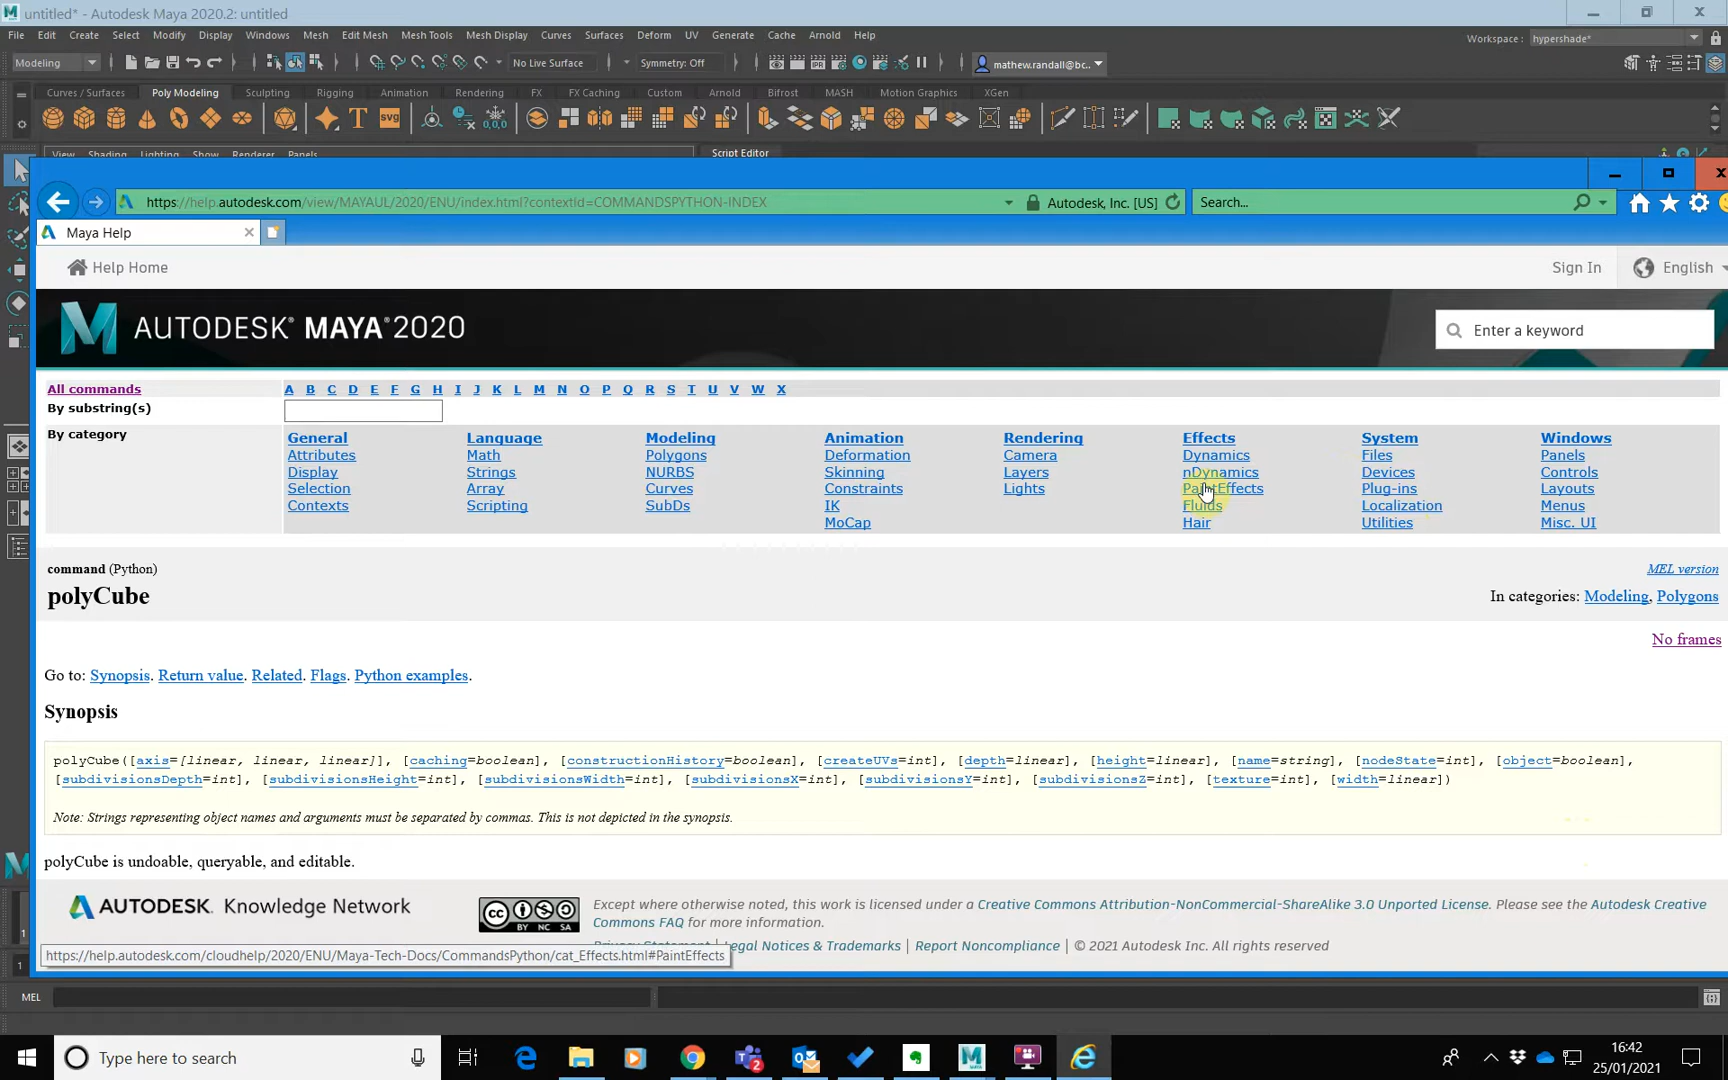 untitled* - Autodesk Maya 2020.2: untitled
File Edit Create Select Modify Display Windows Mesh Edit Mesh Mesh Tools Mesh Display Curves Surfaces Deform UV Generate Cache Arnold Help
Workspace : hypershade*
Modeling No Live Surface Symmetry: Off mathew.randall@bc...
Curves / Surfaces Poly Modeling Sculpting Rigging Animation Rendering FX FX Caching Custom Arnold Bifrost MASH Motion Graphics XGen
View Shading Lighting Show Renderer Panels Script Editor
https://help.autodesk.com/view/MAYAUL/2020/ENU/index.html?contextId=COMMANDSPYTHON-INDEX Autodesk, Inc. [US] Search...
Maya Help
Help Home Sign In English
AUTODESK® MAYA® 2020 Enter a keyword
All commands A B C D E F G H I J K L M N O P Q R S T U V W X
By substring(s)
By category General Language Modeling Animation Rendering Effects System Windows
Attributes Math Polygons Deformation Camera Dynamics Files Panels
Display Strings NURBS Skinning Layers nDynamics Devices Controls
Selection Array Curves Constraints Lights PaintEffects Plug-ins Layouts
Contexts Scripting SubDs IK Fluids Localization Menus
MoCap Hair Utilities Misc. UI
command (Python) MEL version
polyCube In categories: Modeling, Polygons
No frames
Go to: Synopsis. Return value. Related. Flags. Python examples.
Synopsis
polyCube([axis=[linear, linear, linear]], [caching=boolean], [constructionHistory=boolean], [createUVs=int], [depth=linear], [height=linear], [name=string], [nodeState=int], [object=boolean],
[subdivisionsDepth=int], [subdivisionsHeight=int], [subdivisionsWidth=int], [subdivisionsX=int], [subdivisionsY=int], [subdivisionsZ=int], [texture=int], [width=linear])
Note: Strings representing object names and arguments must be separated by commas. This is not depicted in the synopsis.
polyCube is undoable, queryable, and editable.
AUTODESK. Knowledge Network
Except where otherwise noted, this work is licensed under a Creative Commons Attribution-NonCommercial-ShareAlike 3.0 Unported License. Please see the Autodesk Creative
Commons FAQ for more information.
Legal Notices & Trademarks | Report Noncompliance | © 2021 Autodesk Inc. All rights reserved
https://help.autodesk.com/cloudhelp/2020/ENU/Maya-Tech-Docs/CommandsPython/cat_Effects.html#PaintEffects
MEL
Type here to search
16:42
25/01/2021